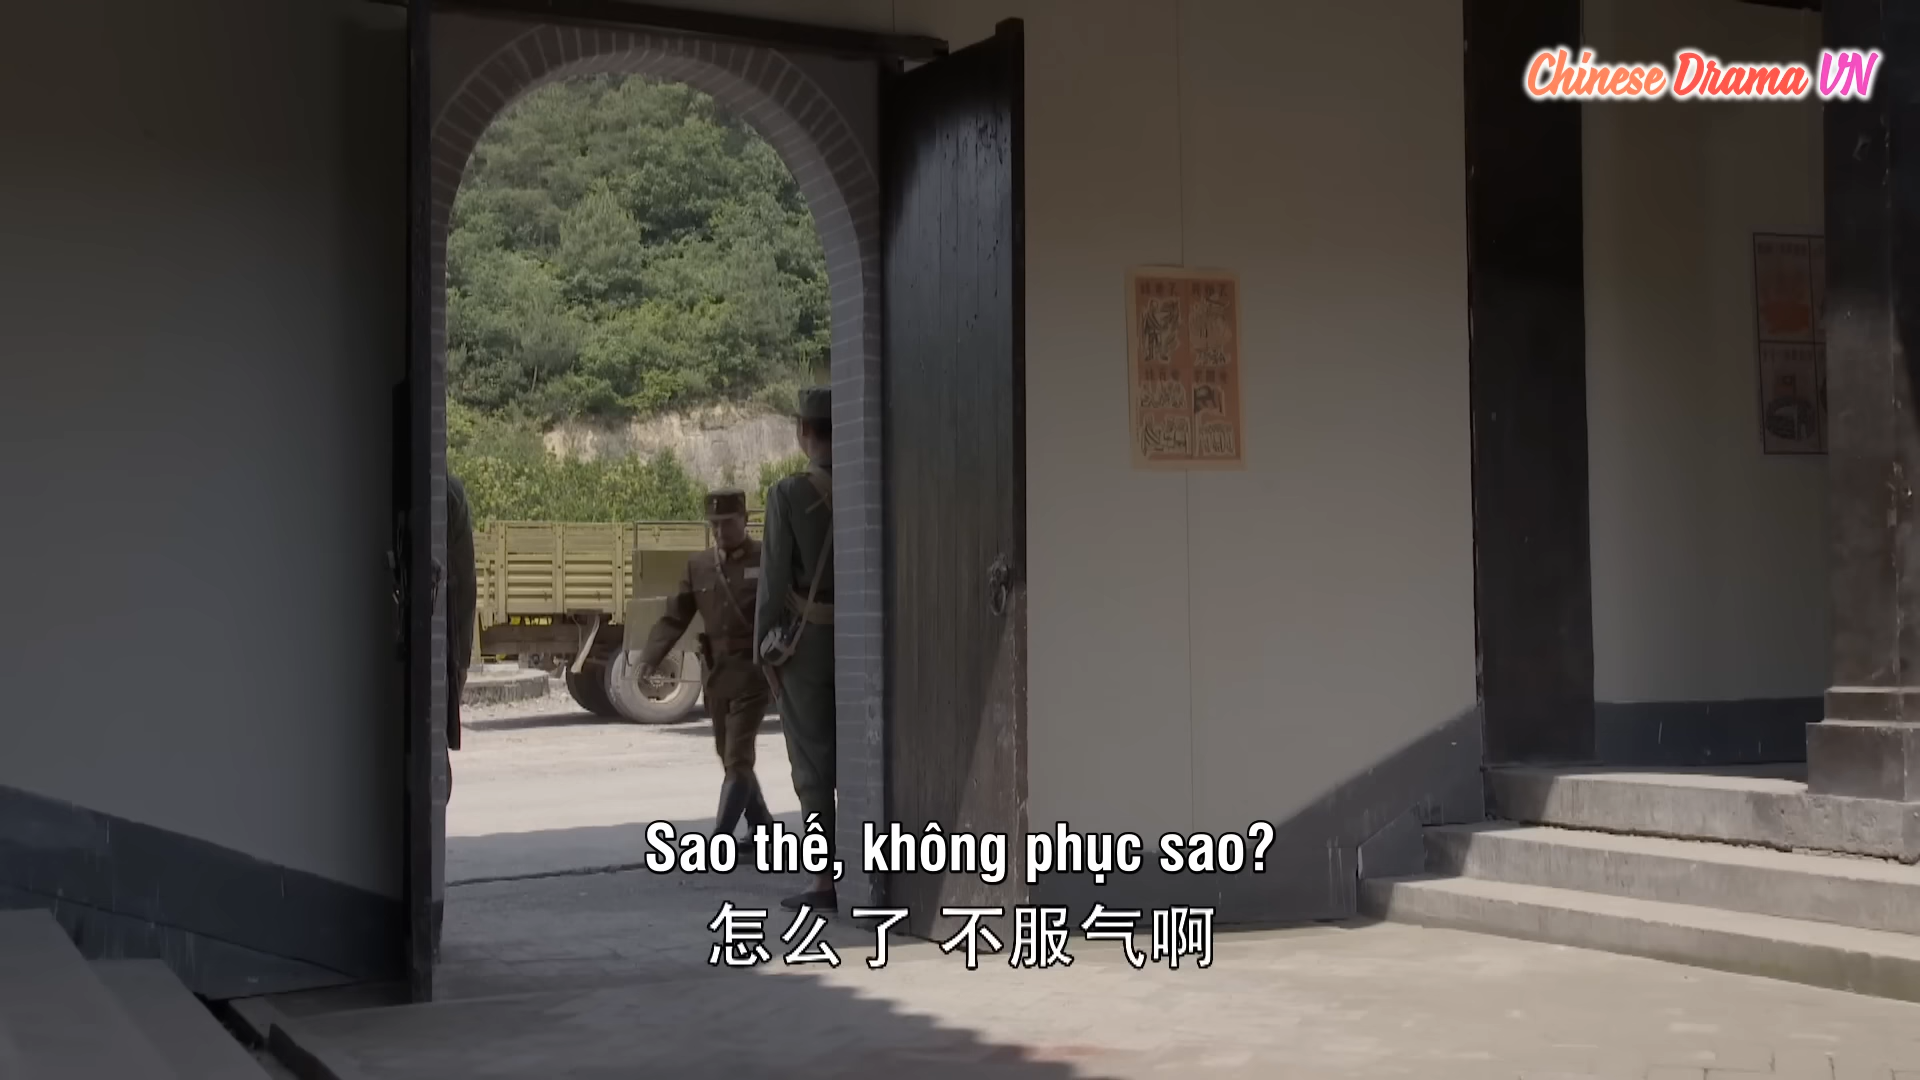 Chinese Drama VN
Sao thế, không phục sao?
怎么了 不服气啊